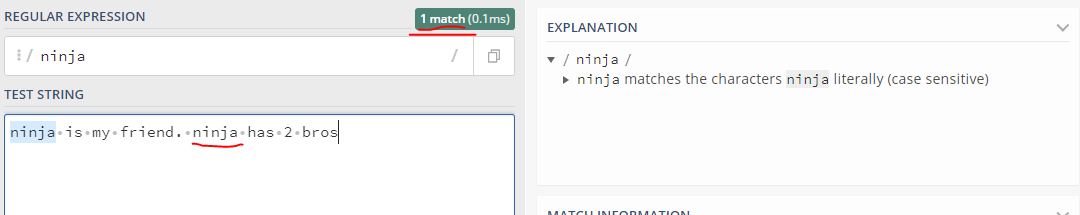 REGULAR EXPRESSION
1 match (0.1ms)
/ ninja /
TEST STRING
ninja·is·my·friend.·ninja·has·2·bros
EXPLANATION
/ ninja /
ninja matches the characters ninja literally (case sensitive)
MATCH INFORMATION